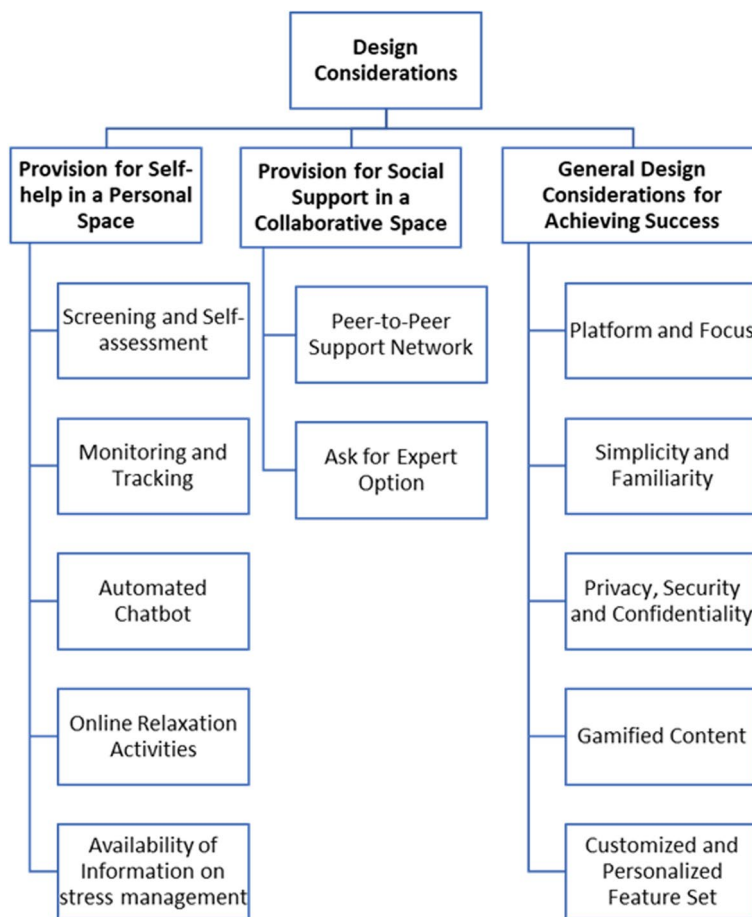 Design
Considerations
Provision for Self-
help in a Personal
Space
Provision for Social
Support in a
Collaborative Space
General Design
Considerations for
Achieving Success
Screening and Self-
assessment
Monitoring and
Tracking
Automated
Chatbot
Online Relaxation
Activities
Availability of
Information on
stress management
Peer-to-Peer
Support Network
Ask for Expert
Option
Platform and Focus
Simplicity and
Familiarity
Privacy, Security
and Confidentiality
Gamified Content
Customized and
Personalized
Feature Set